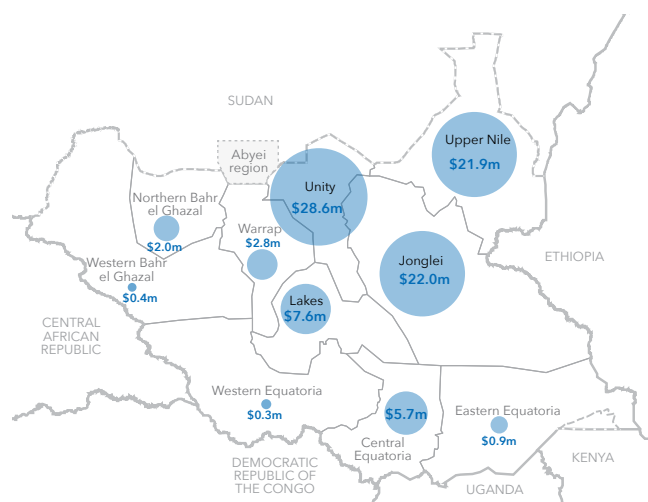 SUDAN
Upper Nile
$21.9m
Abyei
region
Unity
$28.6m
Northern Bahr
el Ghazal
$2.0m
Warrap
$2.8m
Western Bahr
el Ghazal
$0.4m
ETHIOPIA
Jonglei
$22.0m
Lakes
$7.6m
CENTRAL
AFRICAN
REPUBLIC
Western Equatoria
$0.3m
$5.7m
Central
Equatoria
Eastern Equatoria
$0.9m
DEMOCRATIC
REPUBLIC OF
THE CONGO
UGANDA
KENYA